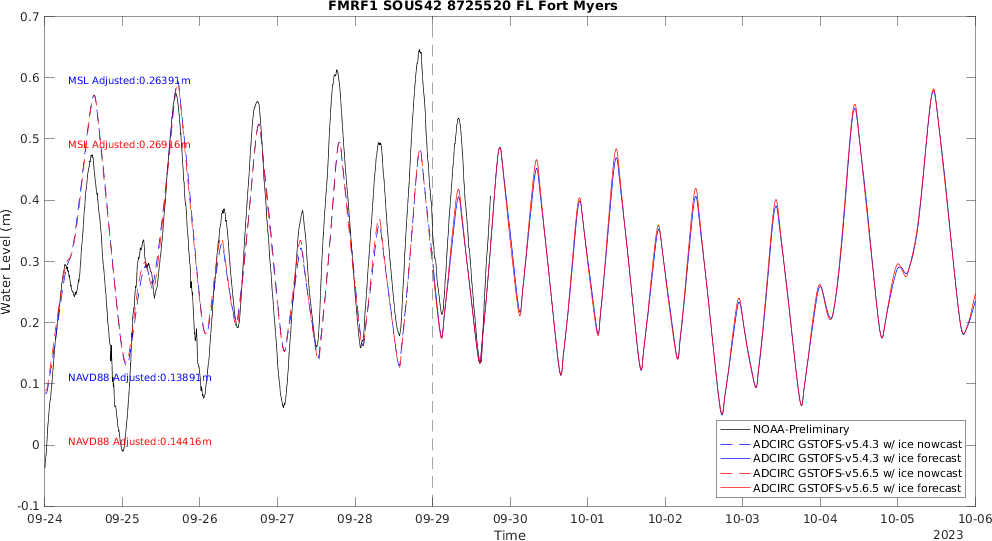 FMRF1 SOUS42 8725520 FL Fort Myers
0.7
0.6
0.5
0.4
0.3
0.2
0.1
0
-0.1
Water Level (m)
MSL Adjusted:0.26391m
MSL Adjusted:0.26916m
NAVD88 Adjusted:0.13891m
NAVD88 Adjusted:0.14416m
NOAA-Preliminary
ADCIRC GSTOFS-v5.4.3 w/ ice nowcast
ADCIRC GSTOFS-v5.4.3 w/ ice forecast
ADCIRC GSTOFS-v5.6.5 w/ ice nowcast
ADCIRC GSTOFS-v5.6.5 w/ ice forecast
09-24 09-25 09-26 09-27 09-28 09-29 09-30 10-01 10-02 10-03 10-04 10-05 10-06
Time
2023